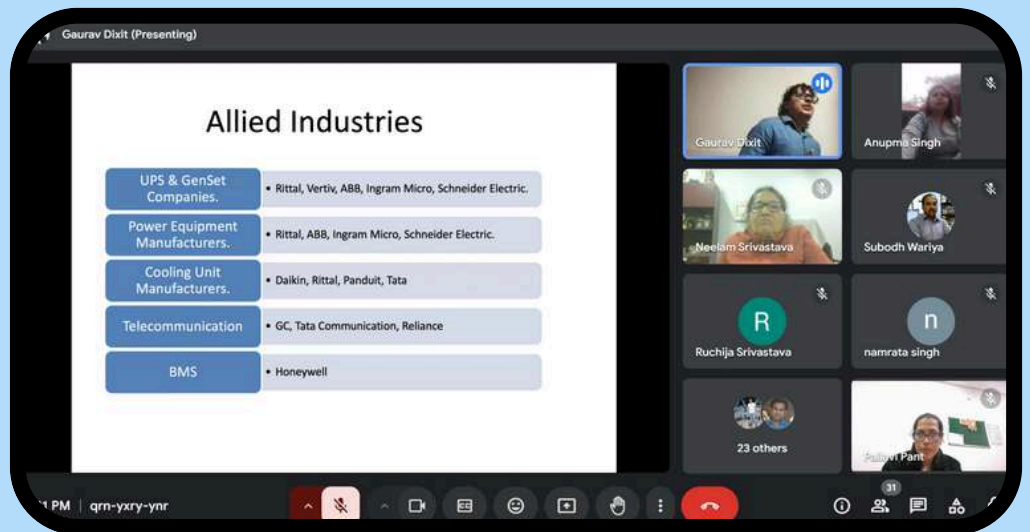 Gaurav Dixit (Presenting)
Allied Industries
UPS & GenSet
Companies.
• Rittal, Vertiv, ABB, Ingram Micro, Schneider Electric.
Power Equipment
Manufacturers.
• Rittal, ABB, Ingram Micro, Schneider Electric.
Cooling Unit
Manufacturers.
• Daikin, Rittal, Panduit, Tata
Telecommunication
• GC, Tata Communication, Reliance
BMS
• Honeywell
Gaurav Dixit
Anupma Singh
Neelam Srivastava
Subodh Wariya
R
Ruchija Srivastava
n
namrata singh
23 others
Pallavi Pant
PM | qrn-yxry-ynr
CC
31